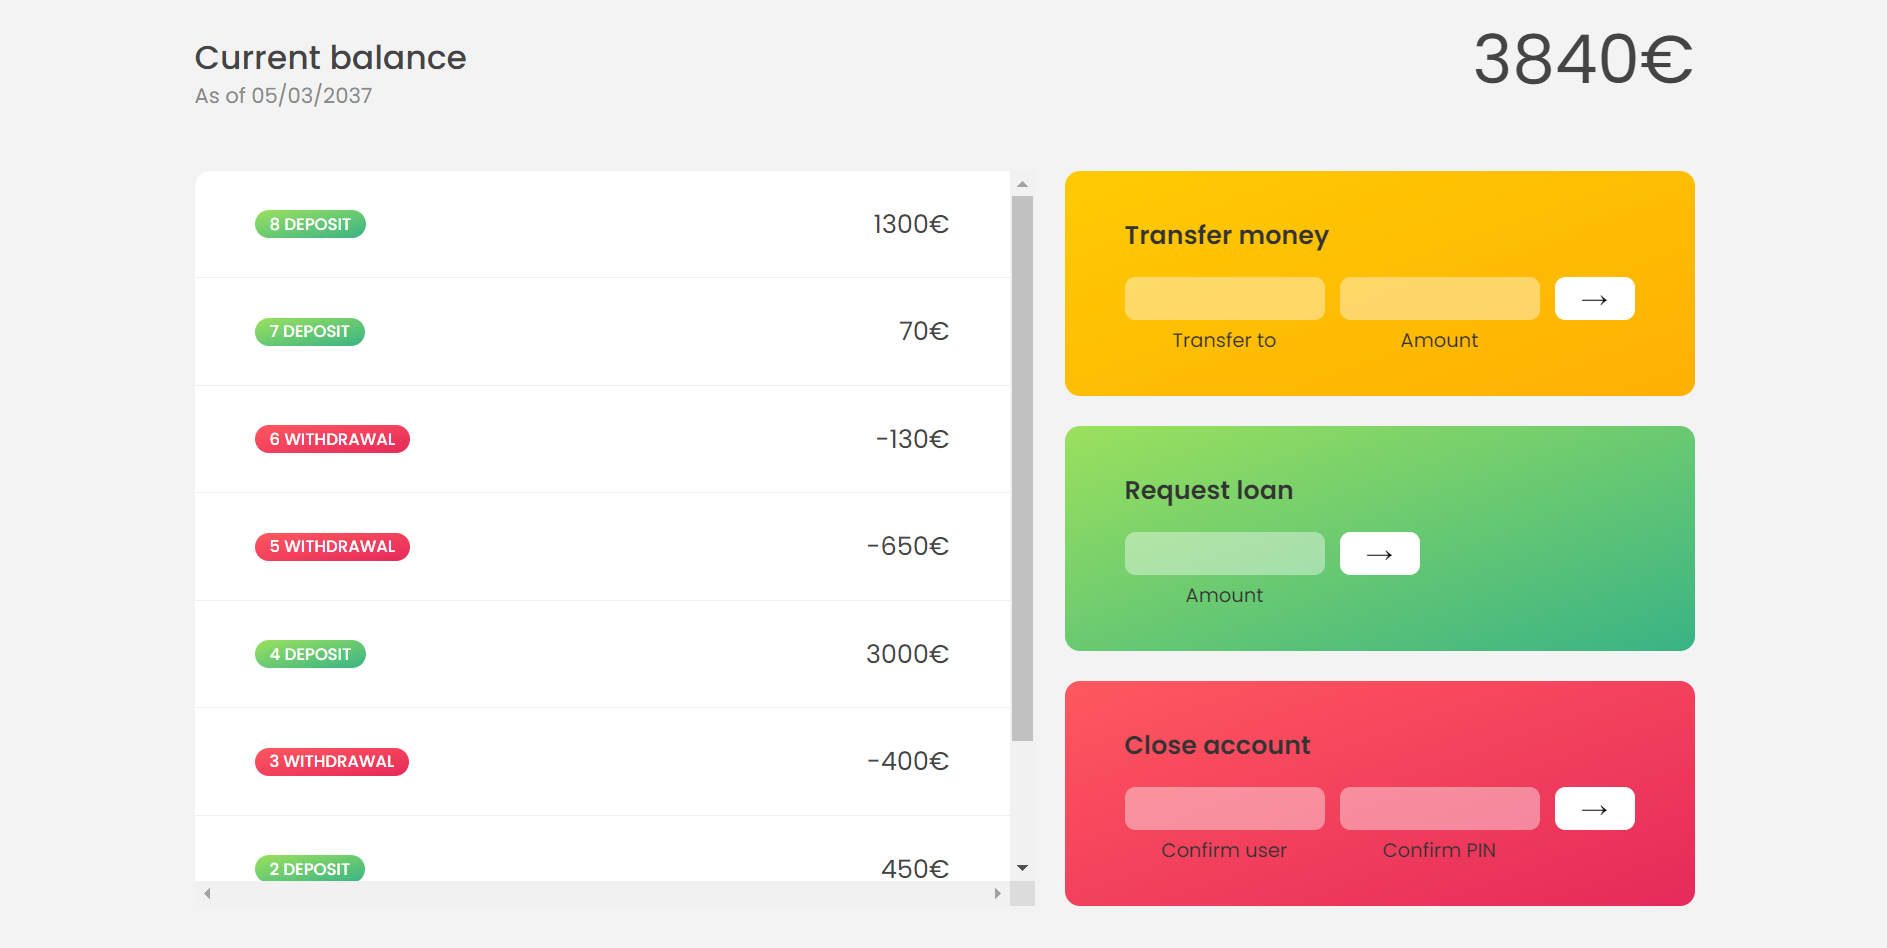 Current balance
3840€
As of 05/03/2037
8 DEPOSIT
1300€
7 DEPOSIT
70€
6 WITHDRAWAL
-130€
5 WITHDRAWAL
-650€
4 DEPOSIT
3000€
3 WITHDRAWAL
-400€
2 DEPOSIT
450€
Transfer money
→
Transfer to
Amount
Request loan
→
Amount
Close account
→
Confirm user
Confirm PIN